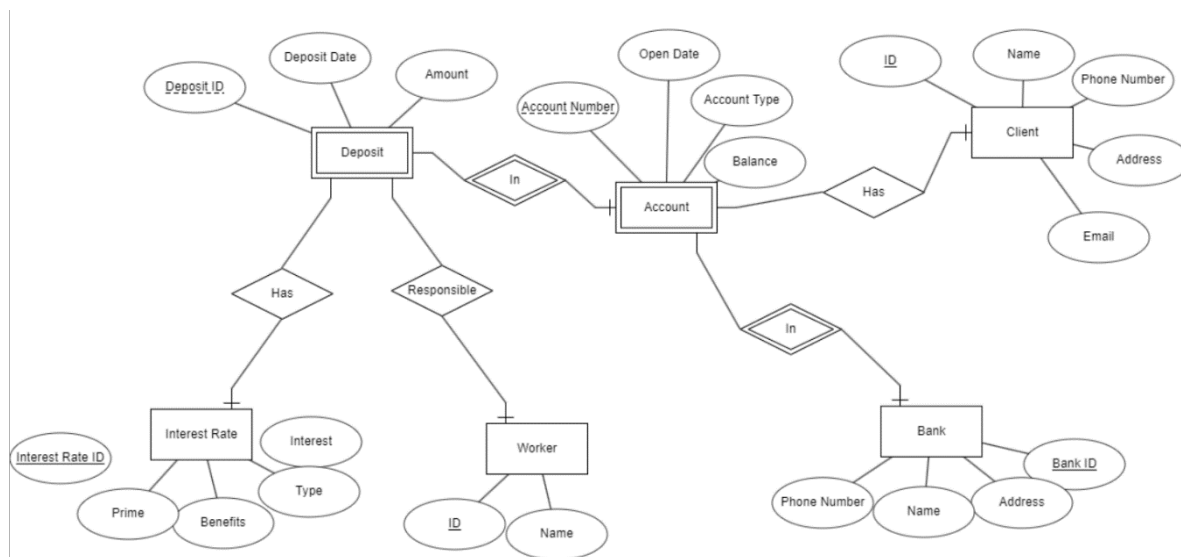 Deposit Date
Deposit ID
Amount
Deposit
In
Open Date
Account Number
Account Type
Balance
Account
ID
Name
Phone Number
Client
Address
Has
Email
Has
Responsible
In
Interest Rate
Interest
Interest Rate ID
Type
Prime
Benefits
Worker
ID
Name
Bank
Bank ID
Phone Number
Name
Address